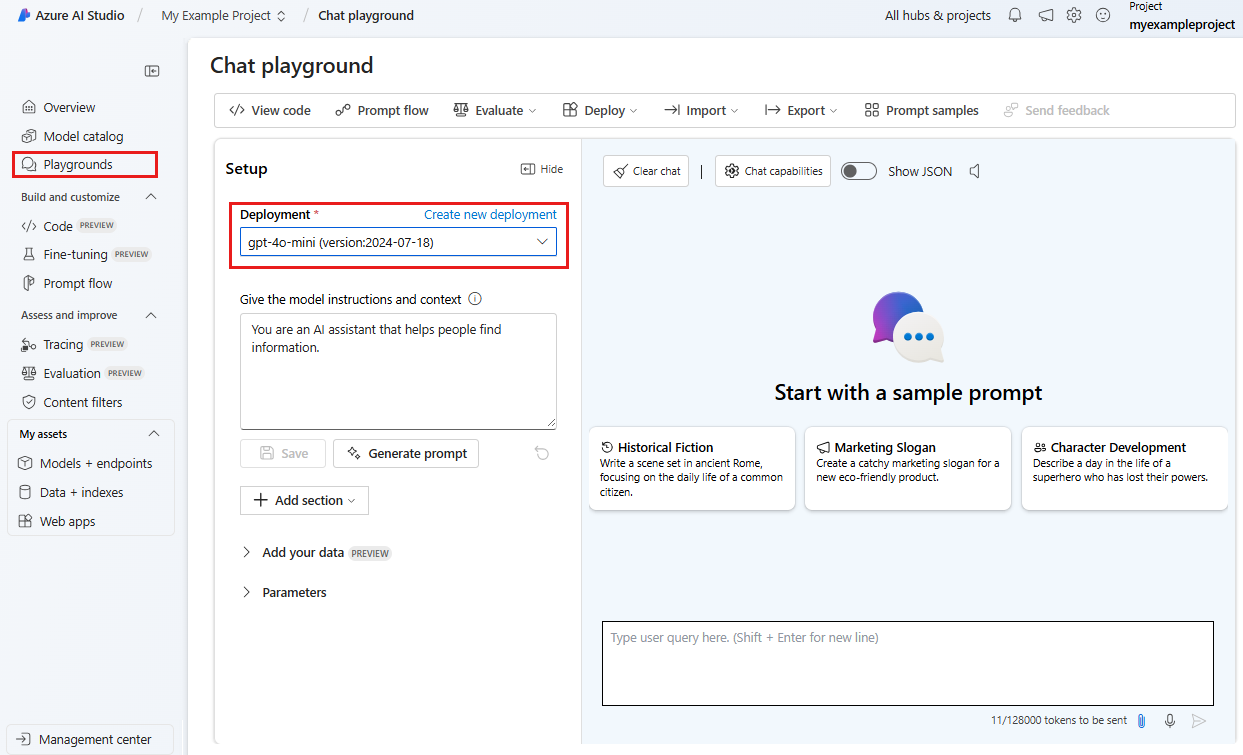 Azure AI Studio / My Example Project / Chat playground
All hubs & projects
Project
myexampleproject
Overview
Model catalog
Playgrounds
Build and customize
Code PREVIEW
Fine-tuning PREVIEW
Prompt flow
Assess and improve
Tracing PREVIEW
Evaluation PREVIEW
Content filters
My assets
Models + endpoints
Data + indexes
Web apps
Management center
Chat playground
View code Prompt flow Evaluate Deploy Import Export Prompt samples Send feedback
Setup Hide
Deployment * Create new deployment
gpt-4o-mini (version:2024-07-18)
Give the model instructions and context
You are an AI assistant that helps people find
information.
Save Generate prompt
Add section
Add your data PREVIEW
Parameters
Clear chat | Chat capabilities Show JSON
Start with a sample prompt
Historical Fiction
Write a scene set in ancient Rome,
focusing on the daily life of a common
citizen.
Marketing Slogan
Create a catchy marketing slogan for a
new eco-friendly product.
Character Development
Describe a day in the life of a
superhero who has lost their powers.
Type user query here. (Shift + Enter for new line)
11/128000 tokens to be sent